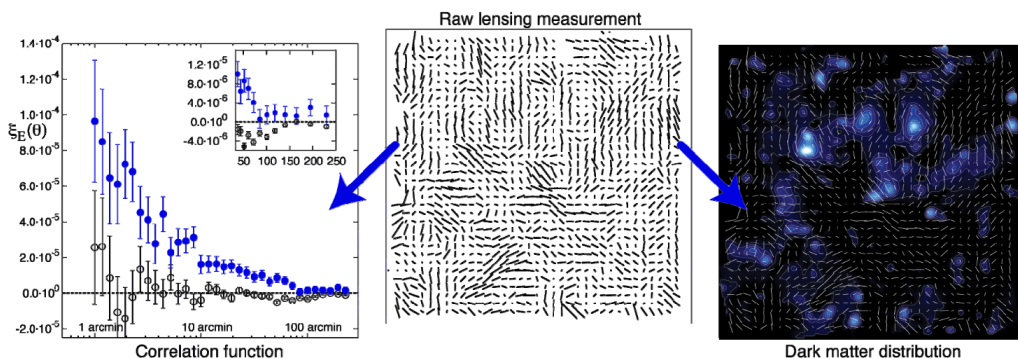 Raw lensing measurement
1.4·10⁻⁴
1.2·10⁻⁴
1.0·10⁻⁴
8.0·10⁻⁵
6.0·10⁻⁵
4.0·10⁻⁵
2.0·10⁻⁵
0.0·10⁰
-2.0·10⁻⁵
ξE(θ)
1.2·10⁻⁵
8.0·10⁻⁶
4.0·10⁻⁶
0.0·10⁰
-4.0·10⁻⁶
50 100 150 200 250
1 arcmin 10 arcmin 100 arcmin
Correlation function
Dark matter distribution